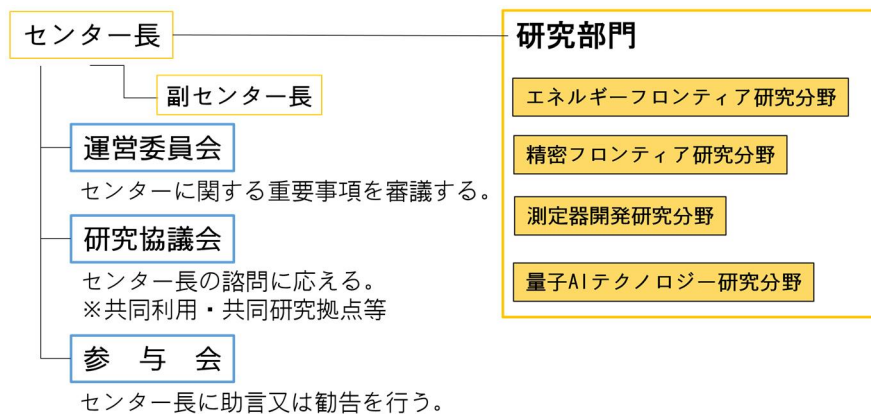 センター長
副センター長
運営委員会
センターに関する重要事項を審議する。
研究協議会
センター長の諮問に応える。
※共同利用・共同研究拠点等
参　与　会
センター長に助言又は勧告を行う。
研究部門
エネルギーフロンティア研究分野
精密フロンティア研究分野
測定器開発研究分野
量子AIテクノロジー研究分野